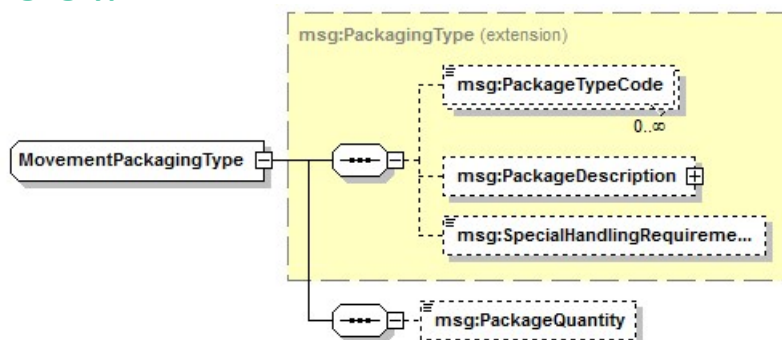 msg:PackagingType (extension)
msg:PackageTypeCode
0..∞
MovementPackagingType
msg:PackageDescription
msg:SpecialHandlingRequireme...
msg:PackageQuantity